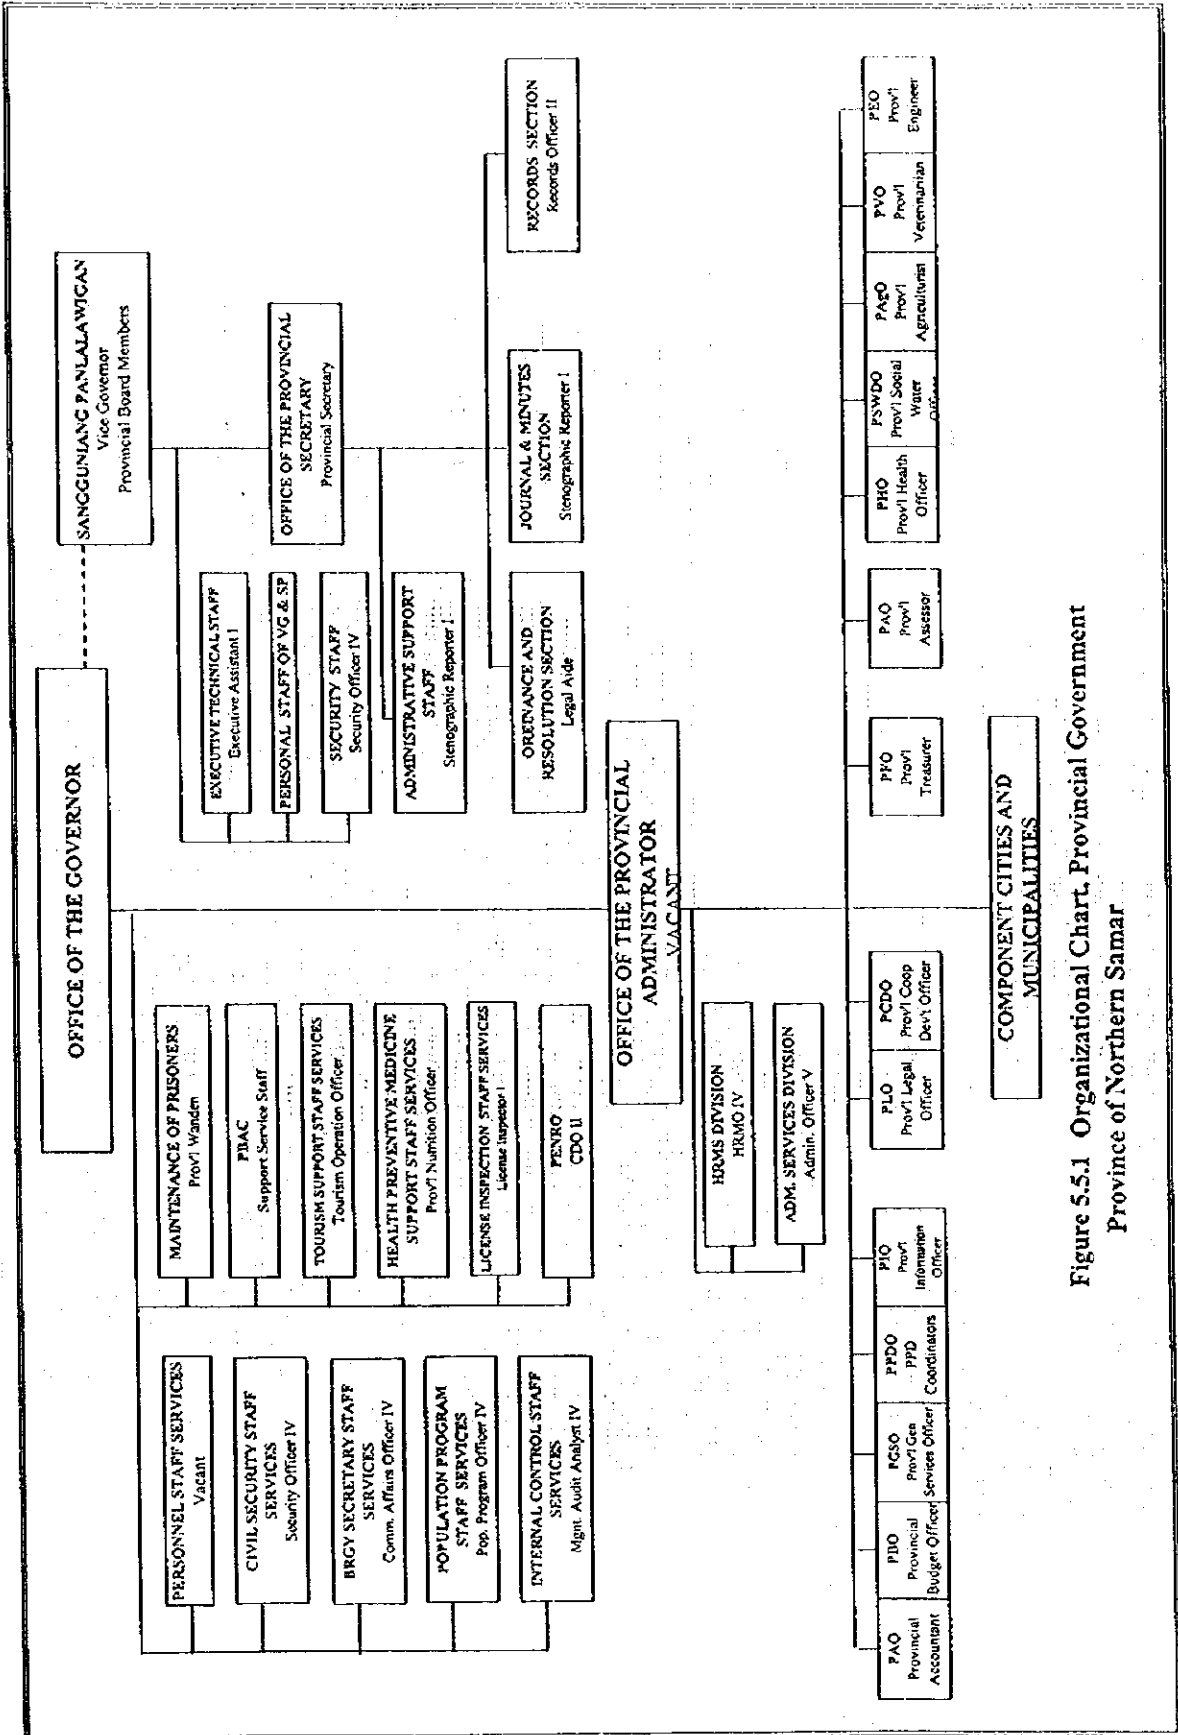 OFFICE OF THE GOVERNOR
SANGGUNIANG PANLALAWIGAN
Vice Governor
Provincial Board Members
PERSONNEL STAFF SERVICES
Vacant
CIVIL SECURITY STAFF
SERVICES
Security Officer IV
BRGY SECRETARY STAFF
SERVICES
Comm. Affairs Officer IV
POPULATION PROGRAM
STAFF SERVICES
Pop. Program Officer IV
INTERNAL CONTROL STAFF
SERVICES
Mgnt. Audit Analyst IV
MAINTENANCE OF PRISONERS
Prov'l Wanden
PBAC
Support Service Staff
TOURISM SUPPORT STAFF SERVICES
Tourism Operation Officer
HEALTH PREVENTIVE MEDICINE
SUPPORT STAFF SERVICES
Prov'l Nutrition Officer
LICENSE INSPECTION STAFF SERVICES
License Inspector I
PENRO
CDO II
EXECUTIVE TECHNICAL STAFF
Executive Assistant I
PERSONAL STAFF OF VG & SP
SECURITY STAFF
Security Officer IV
OFFICE OF THE PROVINCIAL
SECRETARY
Provincial Secretary
ADMINISTRATIVE SUPPORT
STAFF
Stenographic Reporter I
OREINANCE AND
RESOLUTION SECTION
Legal Aide
JOURNAL & MINUTES
SECTION
Stenographic Reporter I
RECORDS SECTION
Records Officer II
OFFICE OF THE PROVINCIAL
ADMINISTRATOR
VACANT
HRMS DIVISION
HRMO IV
ADM. SERVICES DIVISION
Admin. Officer V
PAO
Provincial
Accountant
PBO
Provincial
Budget Officer
PGSO
Prov'l Gen
Services Officer
PPDO
PPD
Coordinators
PIO
Prov'l
Information
Officer
PLO
Prov'l Legal
Officer
PCDO
Prov'l Coop
Dev't Officer
Prov'l
Treasurer
PAO
Prov'l
Assessor
PHO
Prov'l Health
Officer
PSWDO
Prov'l Social
Water
Officer
PAgO
Prov'l
Agriculturist
PVO
Prov'l
Veterinarian
PEO
Prov'l
Engineer
COMPONENT CITIES AND
MUNICIPALITIES
Figure 5.5.1 Organizational Chart, Provincial Government
Province of Northern Samar